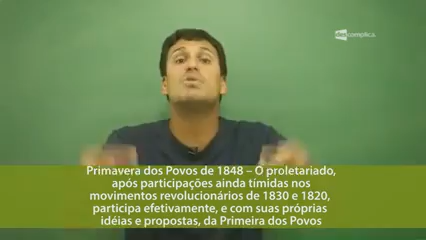 descomplica.
Primavera dos Povos de 1848 – O proletariado,
após participações ainda tímidas nos
movimentos revolucionários de 1830 e 1820,
participa efetivamente, e com suas próprias
idéias e propostas, da Primeira dos Povos